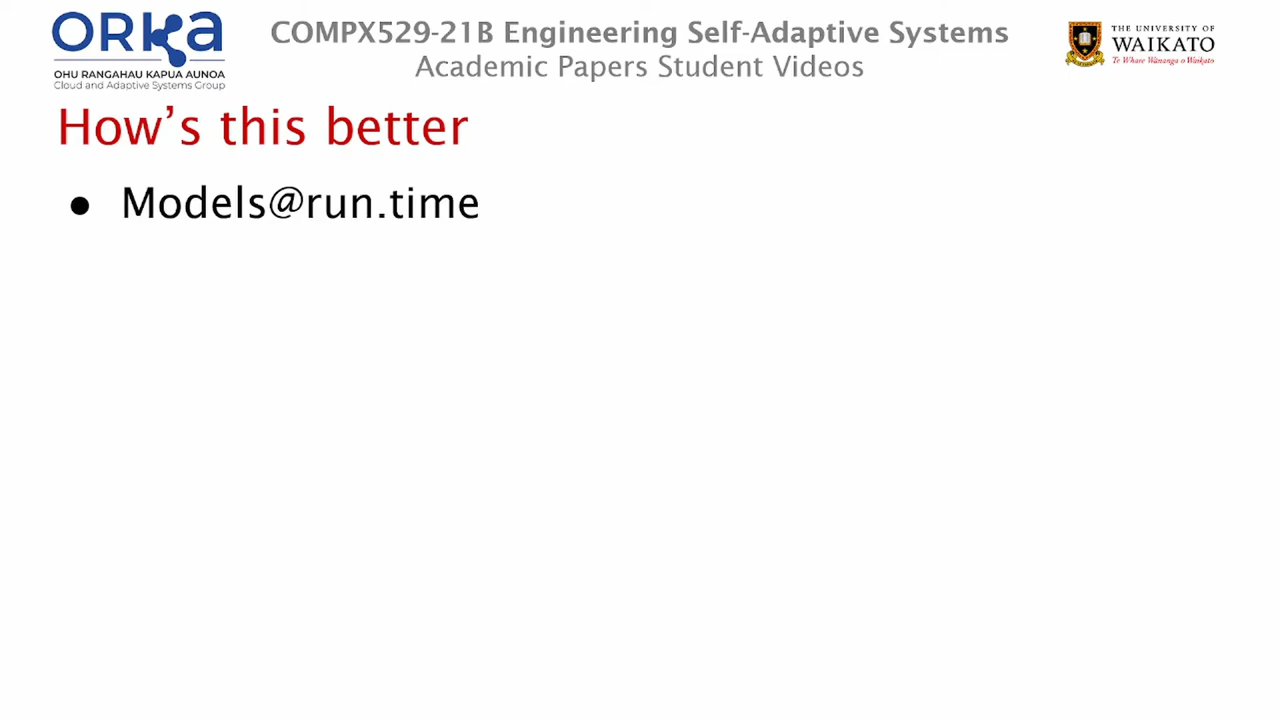 ORKa
OHU RANGAHAU KAPUA AUNOA
Cloud and Adaptive Systems Group
COMPX529-21B Engineering Self-Adaptive Systems
Academic Papers Student Videos
THE UNIVERSITY OF
WAIKATO
Te Whare Wānanga o Waikato
How's this better
● Models@run.time